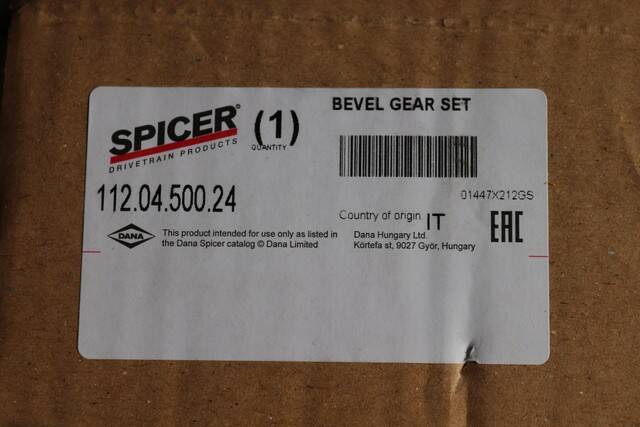 SPICER®
DRIVETRAIN PRODUCTS
(1)
QUANTITY
BEVEL GEAR SET
112.04.500.24
01447X212GS
Country of origin IT
EAC
DANA
This product intended for use only as listed in
the Dana Spicer catalog © Dana Limited
Dana Hungary Ltd.
Körtefa st, 9027 Győr, Hungary